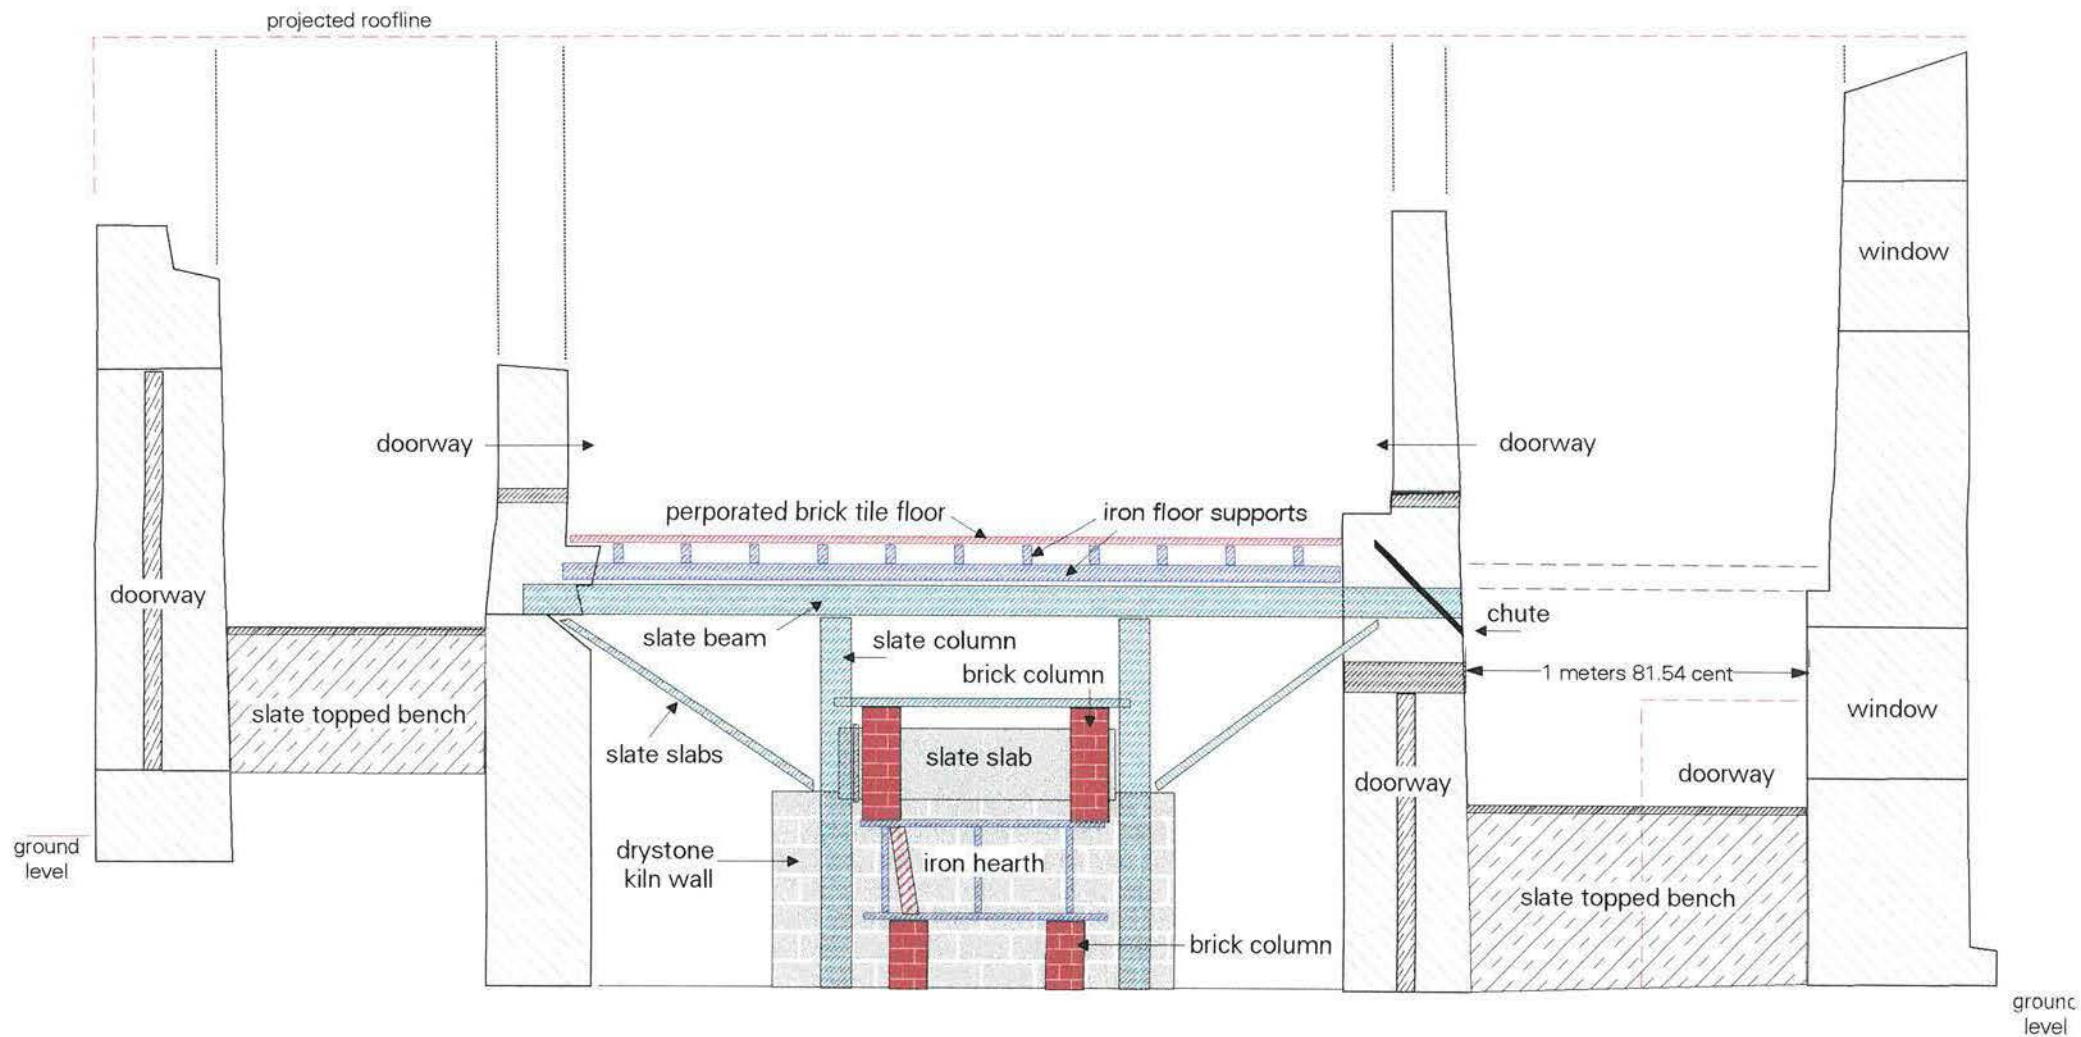 projected roofline
window
doorway
doorway
perporated brick tile floor
iron floor supports
doorway
slate beam
slate column
chute
brick column
1 meters 81.54 cent
slate topped bench
window
slate slabs
slate slab
doorway
doorway
ground
level
drystone
kiln wall
iron hearth
slate topped bench
brick column
ground
level